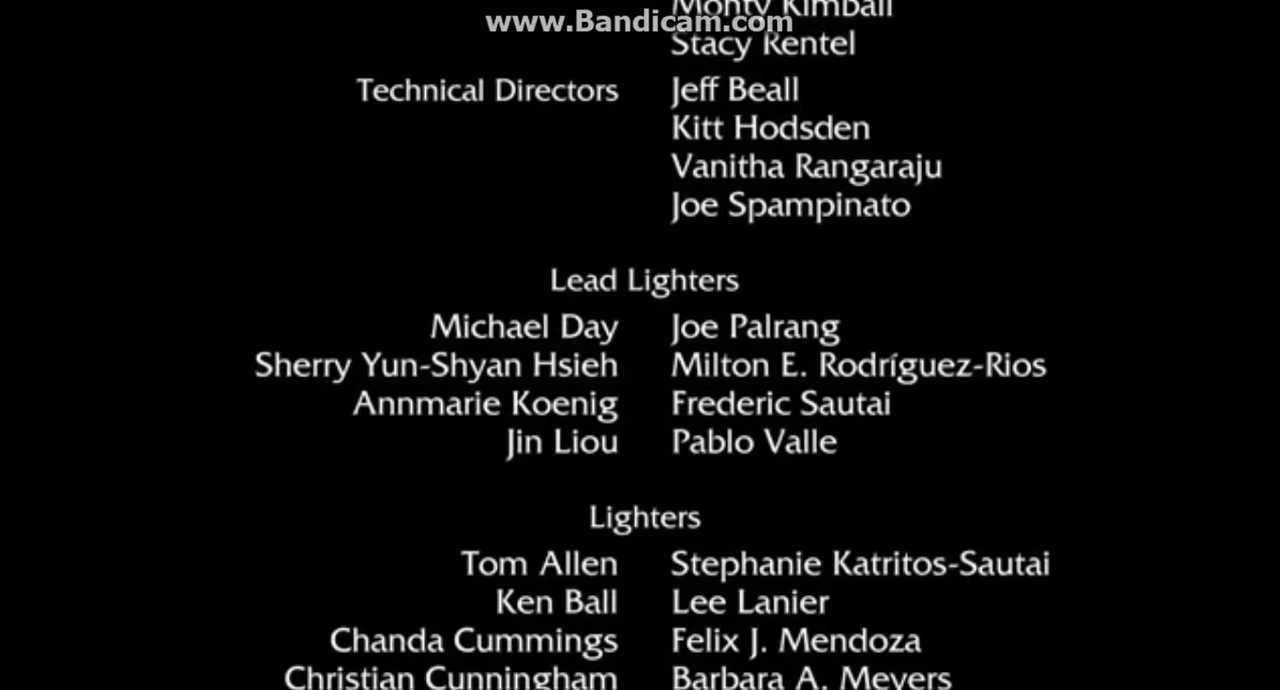 www.Bandicam.com
Monty Kimball
Stacy Rentel
Technical Directors Jeff Beall
Kitt Hodsden
Vanitha Rangaraju
Joe Spampinato
Lead Lighters
Michael Day Joe Palrang
Sherry Yun-Shyan Hsieh Milton E. Rodríguez-Rios
Annmarie Koenig Frederic Sautai
Jin Liou Pablo Valle
Lighters
Tom Allen Stephanie Katritos-Sautai
Ken Ball Lee Lanier
Chanda Cummings Felix J. Mendoza
Christian Cunningham Barbara A. Meyers